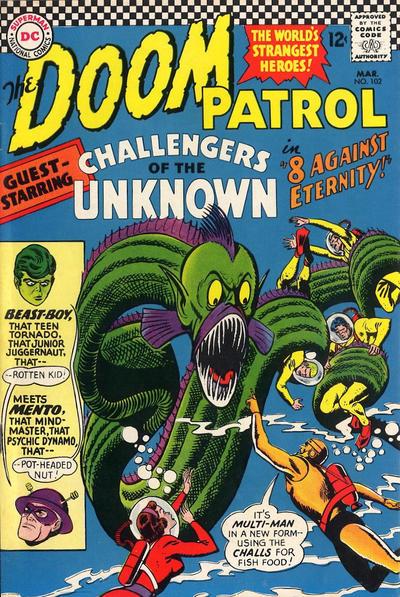 SUPERMAN
DC
NATIONAL COMICS
THE WORLD'S
STRANGEST
HEROES!
12¢
APPROVED
BY THE
COMICS
CODE
CA
AUTHORITY
MAR.
NO. 102
The DOOM
PATROL
GUEST-
STARRING
CHALLENGERS
OF THE
UNKNOWN
in
"8 AGAINST
ETERNITY!"
BEAST-BOY,
THAT TEEN
TORNADO,
THAT JUNIOR
JUGGERNAUT,
THAT--
--ROTTEN KID!
MEETS
MENTO,
THAT MIND-
MASTER, THAT
PSYCHIC DYNAMO,
THAT--
--POT-HEADED
NUT!
IT'S
MULTI-MAN
IN A NEW FORM--
USING THE
CHALLS FOR
FISH FOOD!